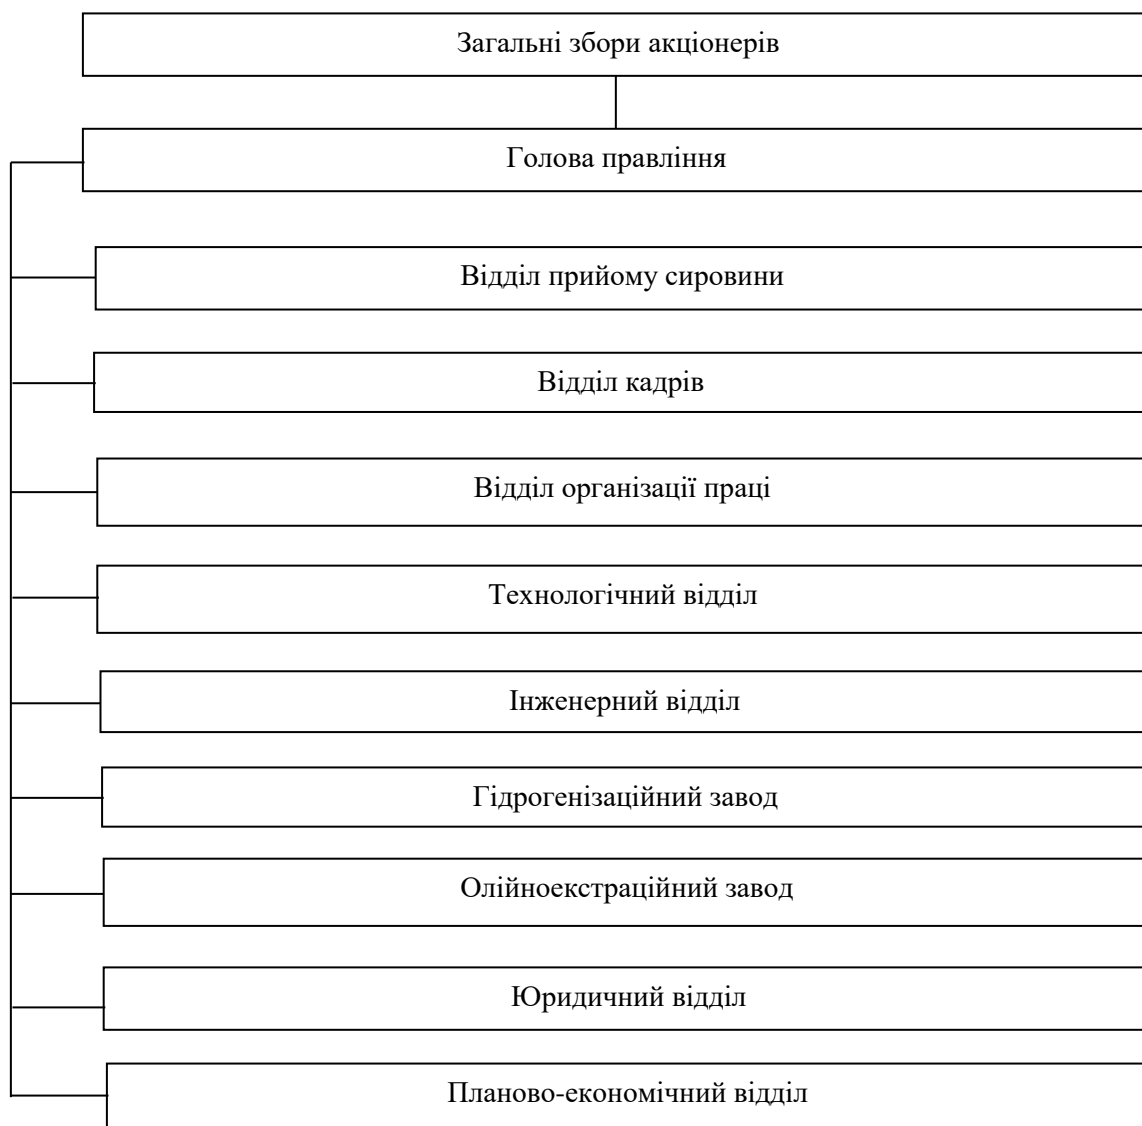 Загальні збори акціонерів
Голова правління
Відділ прийому сировини
Відділ кадрів
Відділ організації праці
Технологічний відділ
Інженерний відділ
Гідрогенізаційний завод
Олійноекстраційний завод
Юридичний відділ
Планово-економічний відділ